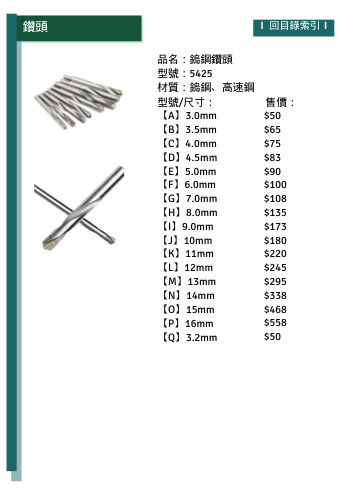 鑽頭
回目錄索引
品名：鎢鋼鑽頭
型號：5425
材質：鎢鋼、高速鋼
型號/尺寸： 售價：
【A】3.0mm $50
【B】3.5mm $65
【C】4.0mm $75
【D】4.5mm $83
【E】5.0mm $90
【F】6.0mm $100
【G】7.0mm $108
【H】8.0mm $135
【I】9.0mm $173
【J】10mm $180
【K】11mm $220
【L】12mm $245
【M】13mm $295
【N】14mm $338
【O】15mm $468
【P】16mm $558
【Q】3.2mm $50